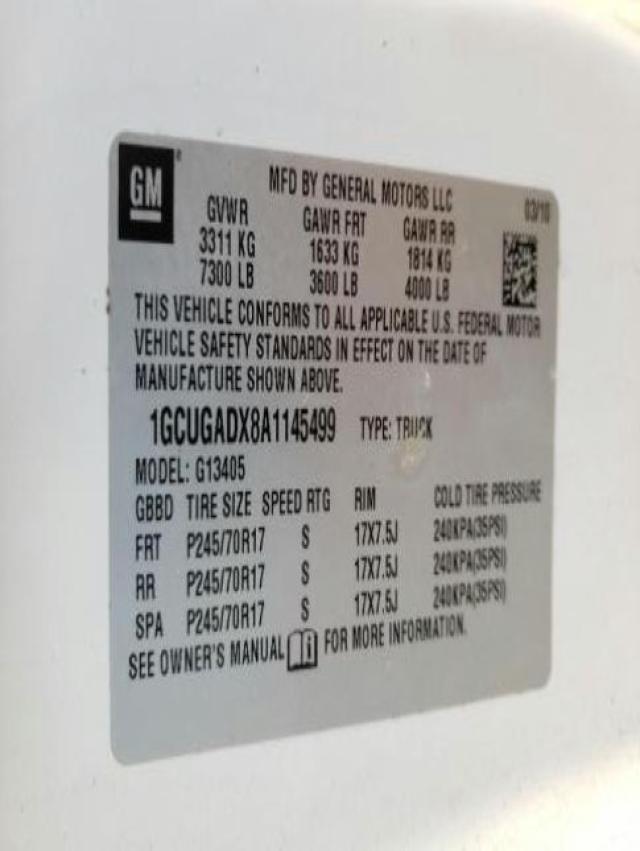 GM ®
MFD BY GENERAL MOTORS LLC 03/10
GVWR GAWR FRT GAWR RR
3311 KG 1633 KG 1814 KG
7300 LB 3600 LB 4000 LB
THIS VEHICLE CONFORMS TO ALL APPLICABLE U.S. FEDERAL MOTOR
VEHICLE SAFETY STANDARDS IN EFFECT ON THE DATE OF
MANUFACTURE SHOWN ABOVE.
1GCUGADX8A1145499 TYPE: TRUCK
MODEL: G13405
GBBD TIRE SIZE SPEED RTG RIM COLD TIRE PRESSURE
FRT P245/70R17 S 17X7.5J 240KPA(35PSI)
RR P245/70R17 S 17X7.5J 240KPA(35PSI)
SPA P245/70R17 S 17X7.5J 240KPA(35PSI)
SEE OWNER'S MANUAL i FOR MORE INFORMATION.